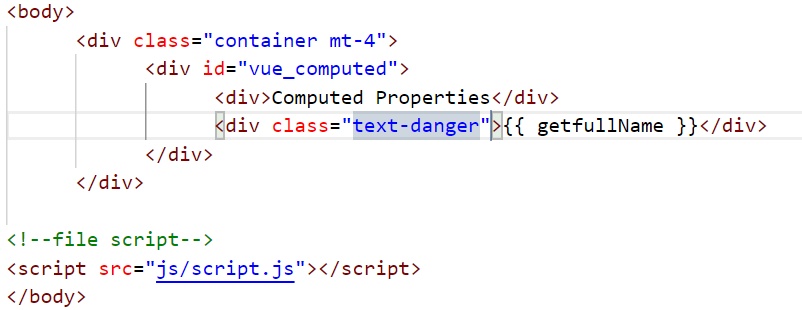 <body>
<div class="container mt-4">
<div id="vue_computed">
<div>Computed Properties</div>
<div class="text-danger">{{ getfullName }}</div>
</div>
</div>
<!--file script-->
<script src="js/script.js"></script>
</body>